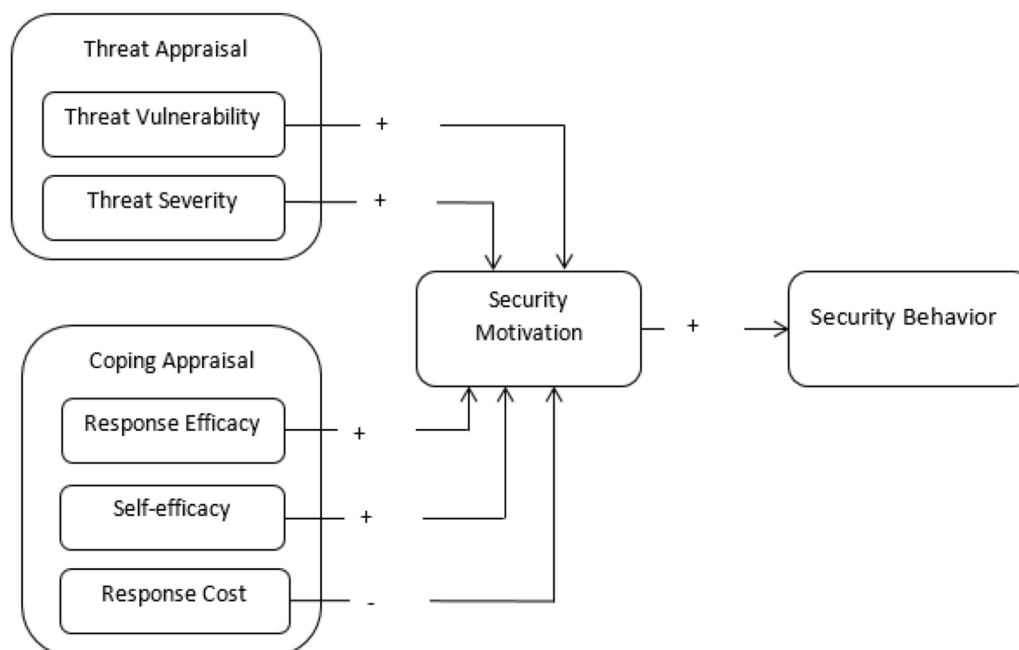 Threat Appraisal
Threat Vulnerability
+
Threat Severity
+
Security
Motivation
+
Security Behavior
Coping Appraisal
Response Efficacy
+
Self-efficacy
+
Response Cost
-